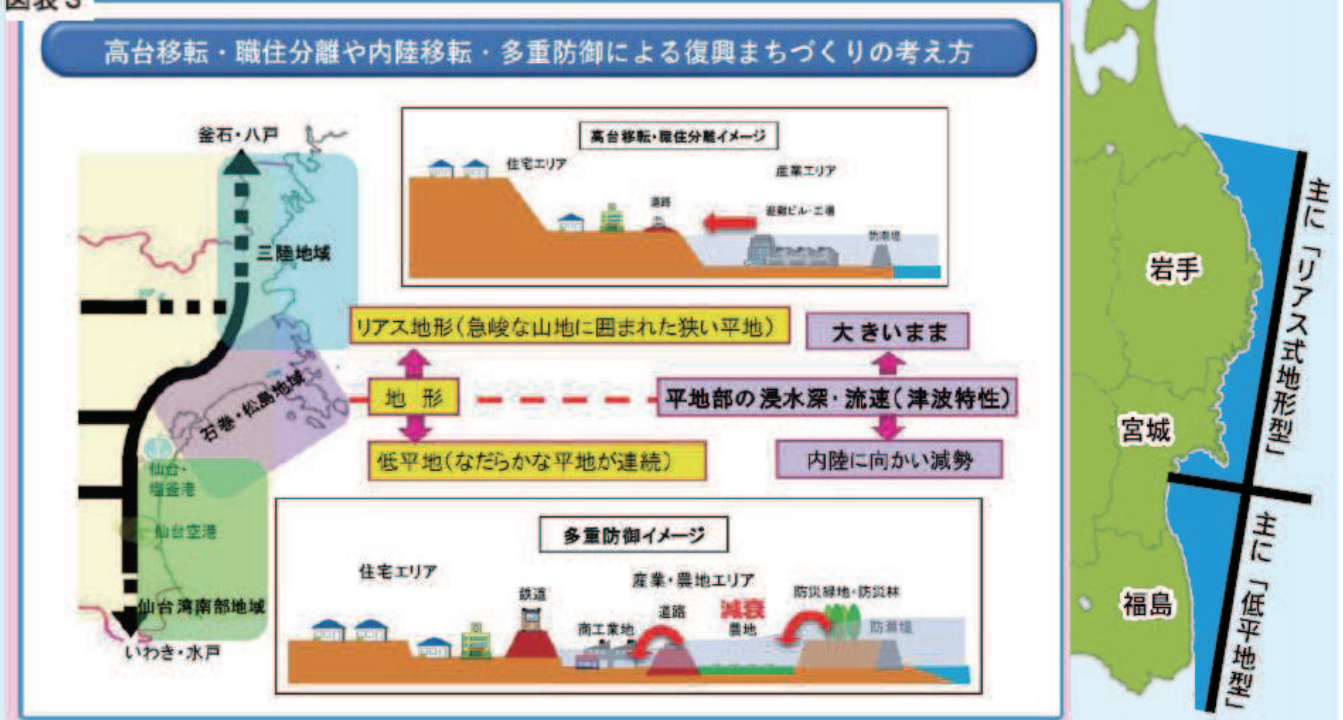 図表3
高台移転・職住分離や内陸移転・多重防御による復興まちづくりの考え方
釜石・八戸
三陸地域
石巻・松島地域
仙台・
塩釜港
仙台空港
仙台湾南部地域
いわき・水戸
高台移転・職住分離イメージ
住宅エリア
産業エリア
道路
避難ビル・工場
防潮堤
リアス地形(急峻な山地に囲まれた狭い平地)
大きいまま
地形
平地部の浸水深・流速(津波特性)
低平地(なだらかな平地が連続)
内陸に向かい減勢
多重防御イメージ
住宅エリア
産業・農地エリア
鉄道
商工業地
道路
減衰
農地
防災緑地・防災林
防潮堤
岩手
宮城
福島
主に「リアス式地形型」
主に「低平地型」